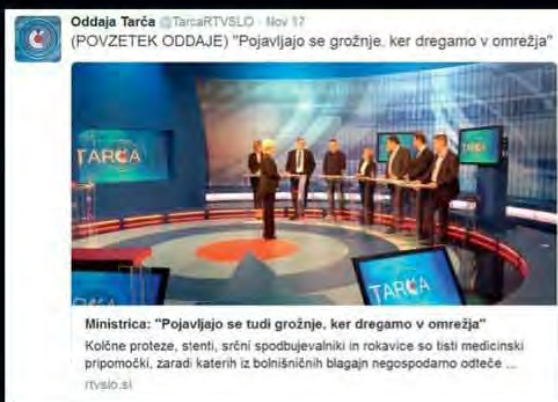 Oddaja Tarča @TarcaRTVSLO · Nov 17
(POVZETEK ODDAJE) "Pojavljajo se grožnje, ker dregamo v omrežja"
TARČA
TARČA
Ministrica: "Pojavljajo se tudi grožnje, ker dregamo v omrežja"
Kolčne proteze, stenti, srčni spodbujevalniki in rokavice so tisti medicinski
pripomočki, zaradi katerih iz bolnišničnih blagajn negospodarno odteče ...
rtvslo.si